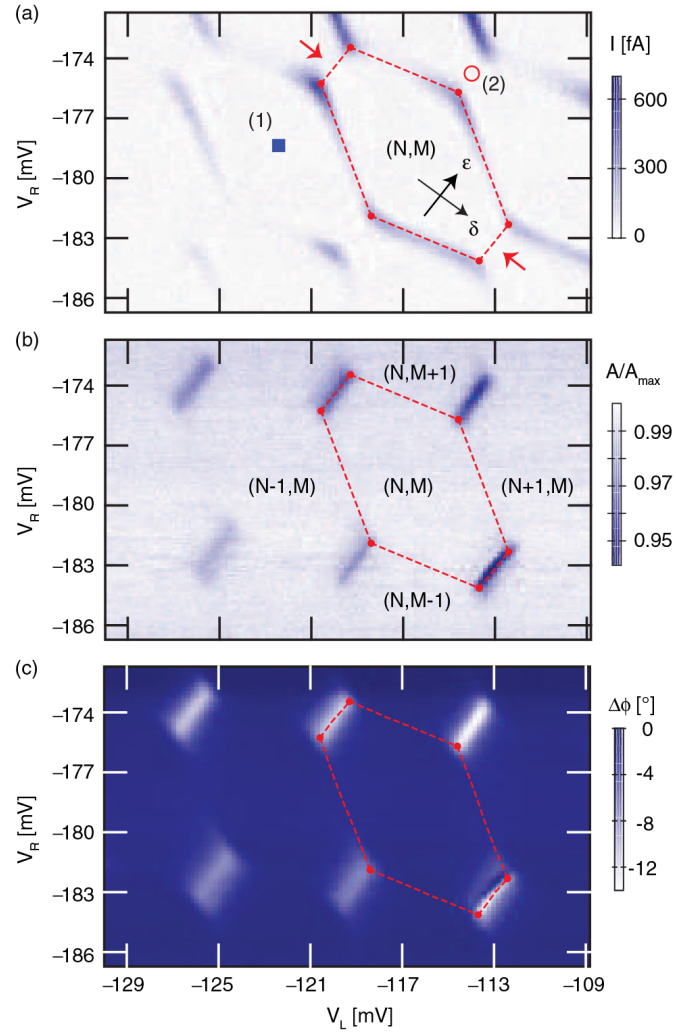 (a)
−174
−177
−180
−183
−186
V_R [mV]
(1)
(2)
(N,M)
ε
δ
I [fA]
600
300
0
(b)
−174
−177
−180
−183
−186
V_R [mV]
(N,M+1)
(N-1,M)
(N,M)
(N+1,M)
(N,M-1)
A/A_max
0.99
0.97
0.95
(c)
−174
−177
−180
−183
−186
V_R [mV]
Δϕ [°]
0
-4
-8
-12
−129
−125
−121
−117
−113
−109
V_L [mV]